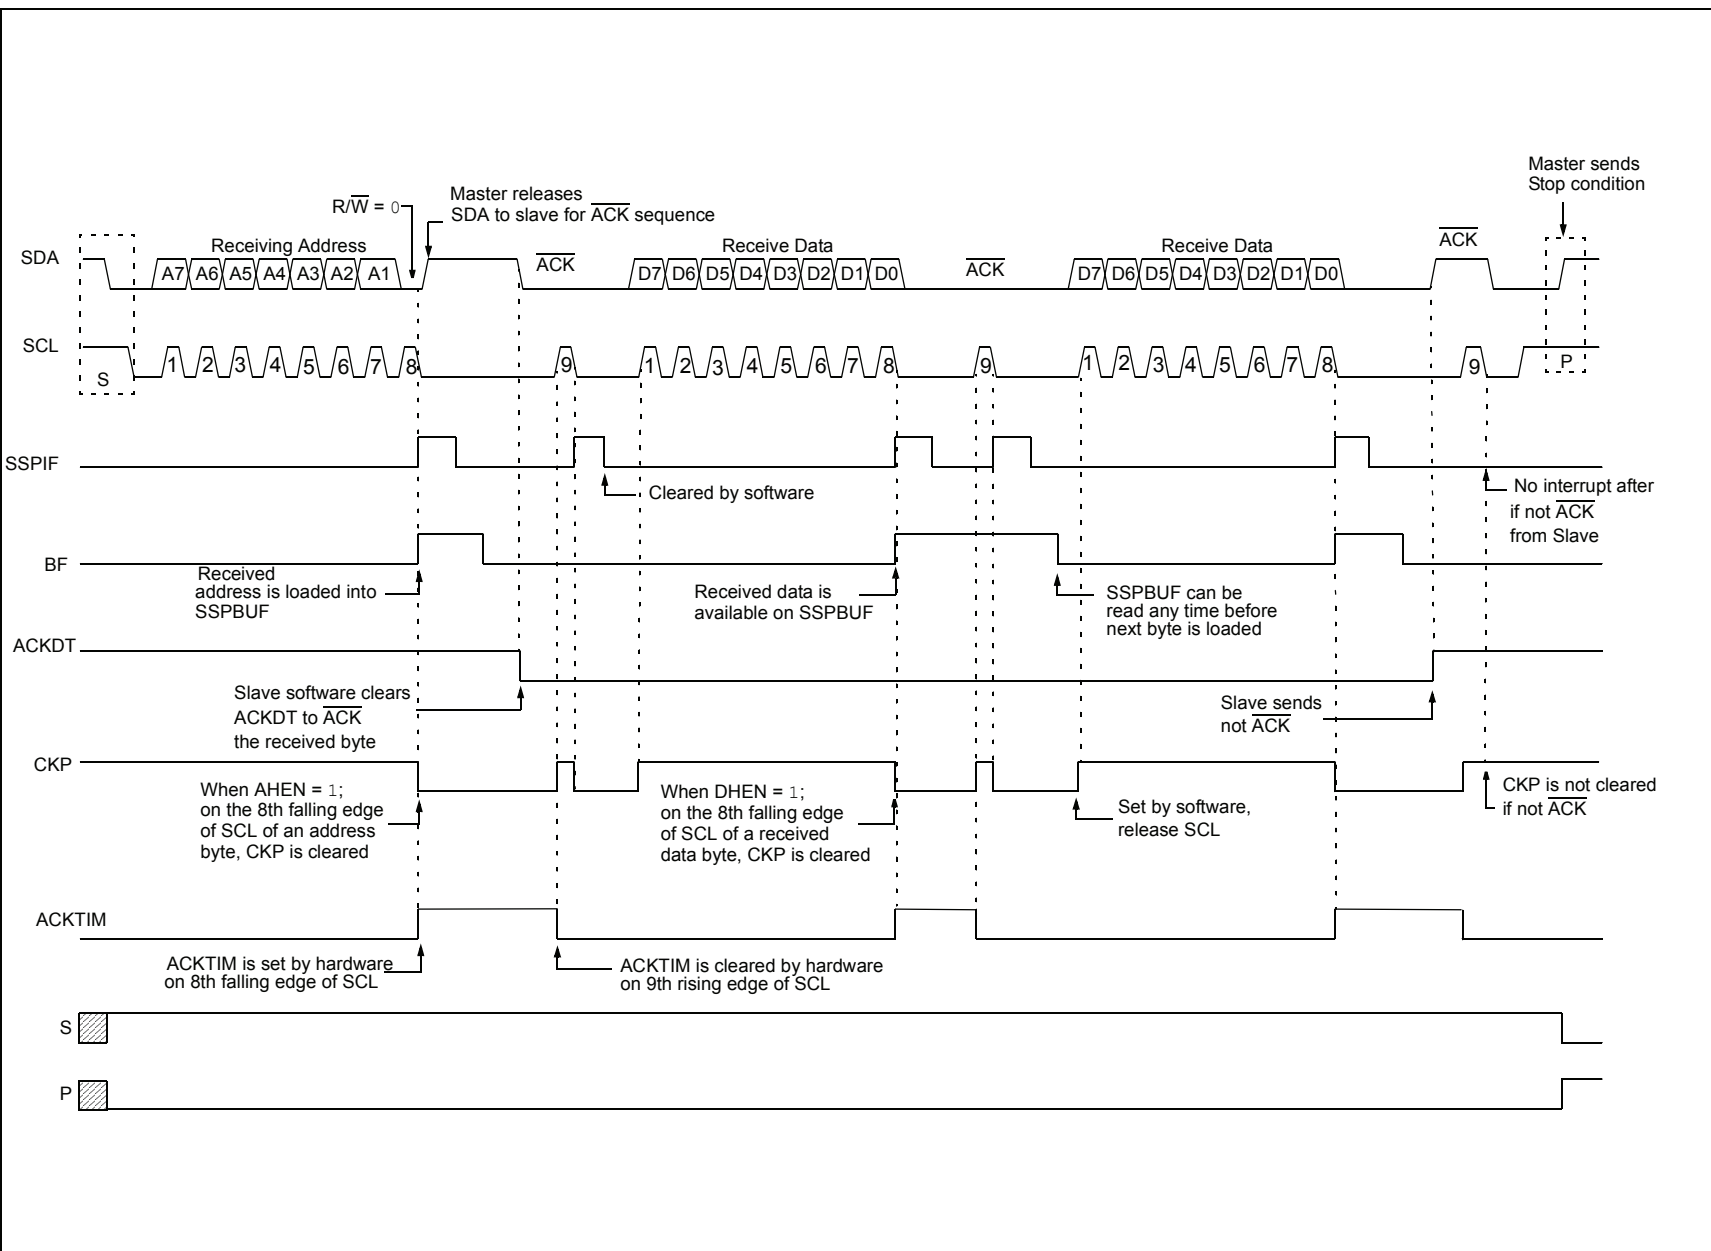 Master sends
Stop condition
R/W = 0
Master releases
SDA to slave for ACK sequence
SDA
Receiving Address
ACK
Receive Data
ACK
Receive Data
ACK
A7 A6 A5 A4 A3 A2 A1
D7 D6 D5 D4 D3 D2 D1 D0
D7 D6 D5 D4 D3 D2 D1 D0
SCL
S
1 2 3 4 5 6 7 8 9
1 2 3 4 5 6 7 8 9
1 2 3 4 5 6 7 8 9
P
SSPIF
Cleared by software
No interrupt after
if not ACK
from Slave
BF
Received
address is loaded into
SSPBUF
Received data is
available on SSPBUF
SSPBUF can be
read any time before
next byte is loaded
ACKDT
Slave software clears
ACKDT to ACK
the received byte
Slave sends
not ACK
CKP
When AHEN = 1;
on the 8th falling edge
of SCL of an address
byte, CKP is cleared
When DHEN = 1;
on the 8th falling edge
of SCL of a received
data byte, CKP is cleared
Set by software,
release SCL
CKP is not cleared
if not ACK
ACKTIM
ACKTIM is set by hardware
on 8th falling edge of SCL
ACKTIM is cleared by hardware
on 9th rising edge of SCL
S
P